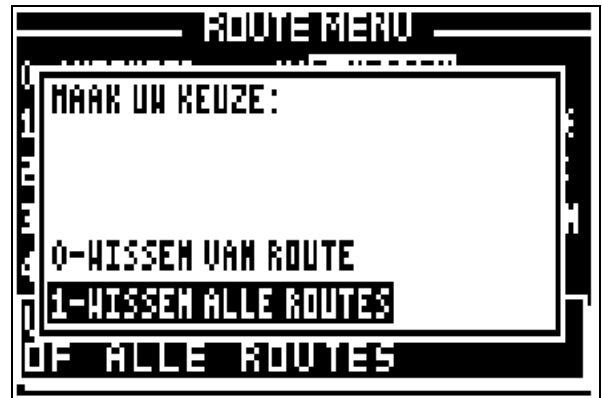 ROUTE MENU
MAAK UW KEUZE:
0-WISSEN VAN ROUTE
1-WISSEN ALLE ROUTES
OF ALLE ROUTES